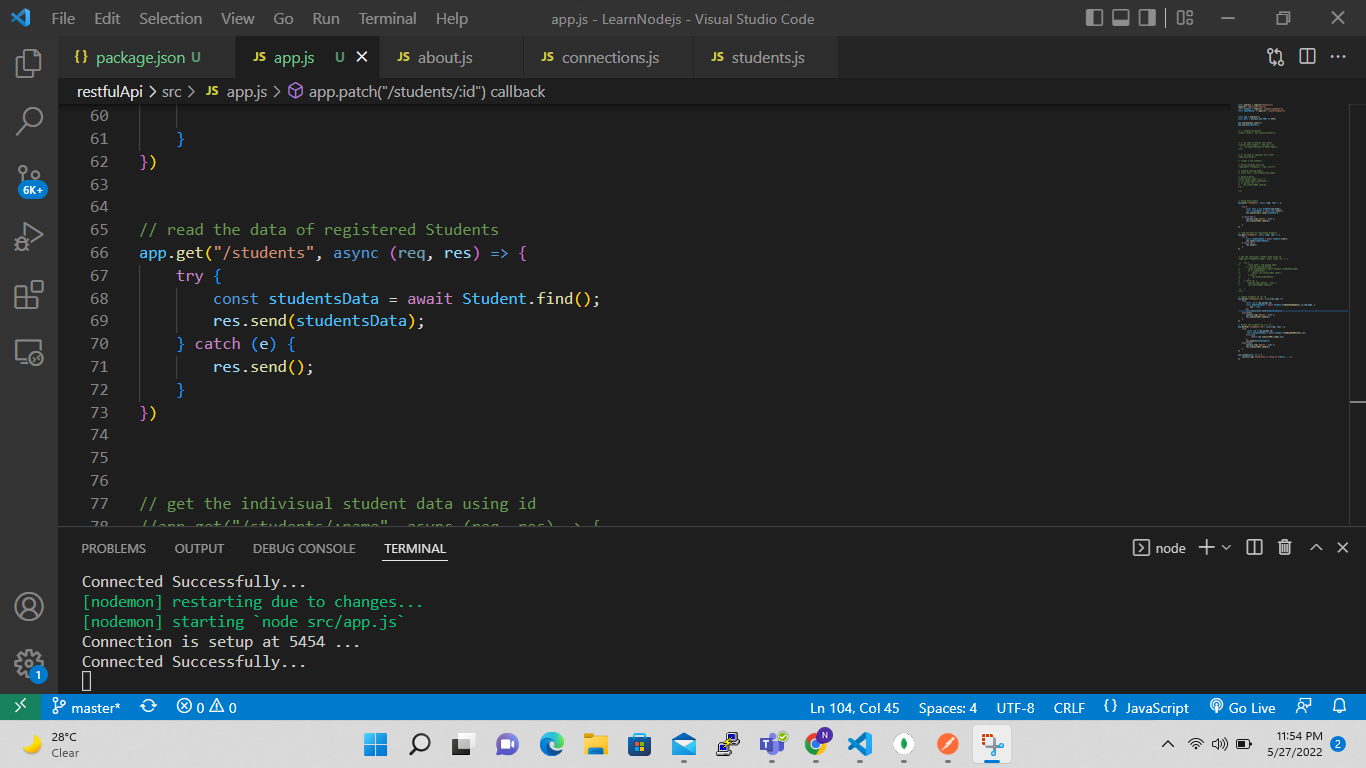 File Edit Selection View Go Run Terminal Help app.js - LearnNodejs - Visual Studio Code
{} package.json U JS app.js U JS about.js JS connections.js JS students.js
restfulApi > src > JS app.js > app.patch("/students/:id") callback
60
61 }
62 })
63
64
65 // read the data of registered Students
66 app.get("/students", async (req, res) => {
67 try {
68 const studentsData = await Student.find();
69 res.send(studentsData);
70 } catch (e) {
71 res.send();
72 }
73 })
74
75
76
77 // get the indivisual student data using id
78 //app.get("/students/:name", async (req, res) => {
6K+
PROBLEMS OUTPUT DEBUG CONSOLE TERMINAL node
Connected Successfully...
[nodemon] restarting due to changes...
[nodemon] starting `node src/app.js`
Connection is setup at 5454 ...
Connected Successfully...
1
master* 0 0 Ln 104, Col 45 Spaces: 4 UTF-8 CRLF {} JavaScript Go Live
28°C
Clear
N
11:54 PM
5/27/2022
2